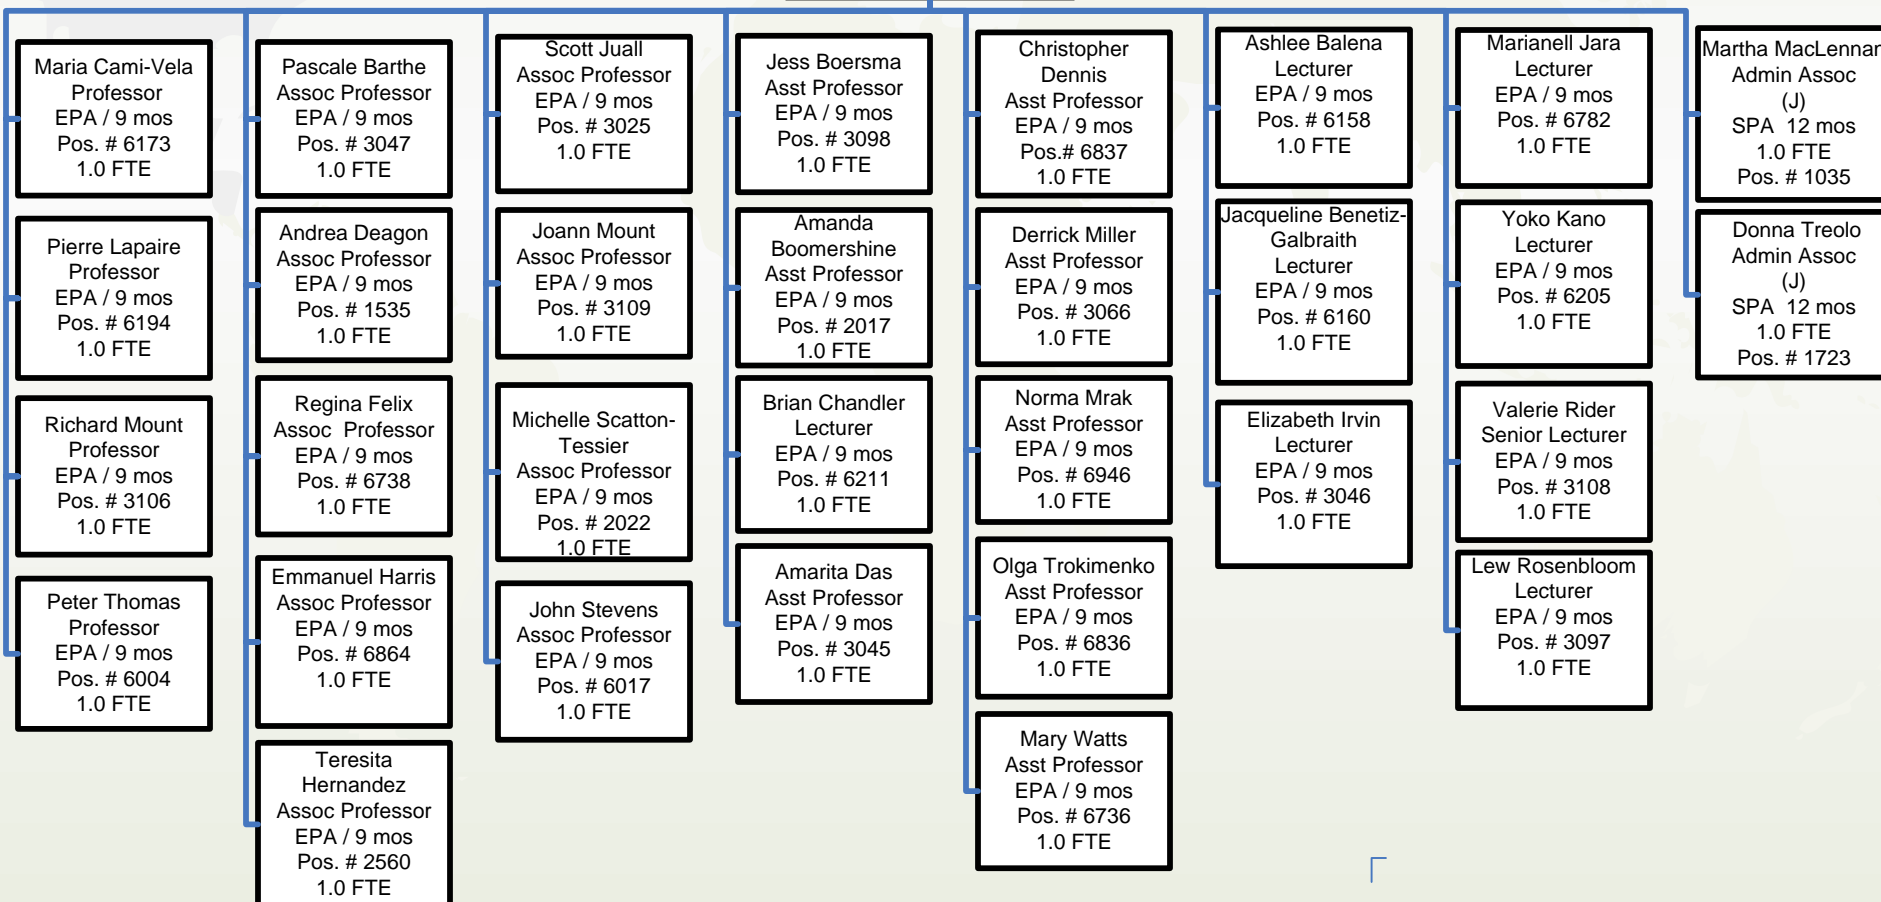 Maria Cami-Vela
Professor
EPA / 9 mos
Pos. # 6173
1.0 FTE
Pierre Lapaire
Professor
EPA / 9 mos
Pos. # 6194
1.0 FTE
Richard Mount
Professor
EPA / 9 mos
Pos. # 3106
1.0 FTE
Peter Thomas
Professor
EPA / 9 mos
Pos. # 6004
1.0 FTE
Pascale Barthe
Assoc Professor
EPA / 9 mos
Pos. # 3047
1.0 FTE
Andrea Deagon
Assoc Professor
EPA / 9 mos
Pos. # 1535
1.0 FTE
Regina Felix
Assoc  Professor
EPA / 9 mos
Pos. # 6738
1.0 FTE
Emmanuel Harris
Assoc Professor
EPA / 9 mos
Pos. # 6864
1.0 FTE
Teresita
Hernandez
Assoc Professor
EPA / 9 mos
Pos. # 2560
1.0 FTE
Scott Juall
Assoc Professor
EPA / 9 mos
Pos. # 3025
1.0 FTE
Joann Mount
Assoc Professor
EPA / 9 mos
Pos. # 3109
1.0 FTE
Michelle Scatton-
Tessier
Assoc Professor
EPA / 9 mos
Pos. # 2022
1.0 FTE
John Stevens
Assoc Professor
EPA / 9 mos
Pos. # 6017
1.0 FTE
Jess Boersma
Asst Professor
EPA / 9 mos
Pos. # 3098
1.0 FTE
Amanda
Boomershine
Asst Professor
EPA / 9 mos
Pos. # 2017
1.0 FTE
Brian Chandler
Lecturer
EPA / 9 mos
Pos. # 6211
1.0 FTE
Amarita Das
Asst Professor
EPA / 9 mos
Pos. # 3045
1.0 FTE
Christopher
Dennis
Asst Professor
EPA / 9 mos
Pos.# 6837
1.0 FTE
Derrick Miller
Asst Professor
EPA / 9 mos
Pos. # 3066
1.0 FTE
Norma Mrak
Asst Professor
EPA / 9 mos
Pos. # 6946
1.0 FTE
Olga Trokimenko
Asst Professor
EPA / 9 mos
Pos. # 6836
1.0 FTE
Mary Watts
Asst Professor
EPA / 9 mos
Pos. # 6736
1.0 FTE
Ashlee Balena
Lecturer
EPA / 9 mos
Pos. # 6158
1.0 FTE
Jacqueline Benetiz-
Galbraith
Lecturer
EPA / 9 mos
Pos. # 6160
1.0 FTE
Elizabeth Irvin
Lecturer
EPA / 9 mos
Pos. # 3046
1.0 FTE
Marianell Jara
Lecturer
EPA / 9 mos
Pos. # 6782
1.0 FTE
Yoko Kano
Lecturer
EPA / 9 mos
Pos. # 6205
1.0 FTE
Valerie Rider
Senior Lecturer
EPA / 9 mos
Pos. # 3108
1.0 FTE
Lew Rosenbloom
Lecturer
EPA / 9 mos
Pos. # 3097
1.0 FTE
Martha MacLennan
Admin Assoc
(J)
SPA  12 mos
1.0 FTE
Pos. # 1035
Donna Treolo
Admin Assoc
(J)
SPA  12 mos
1.0 FTE
Pos. # 1723